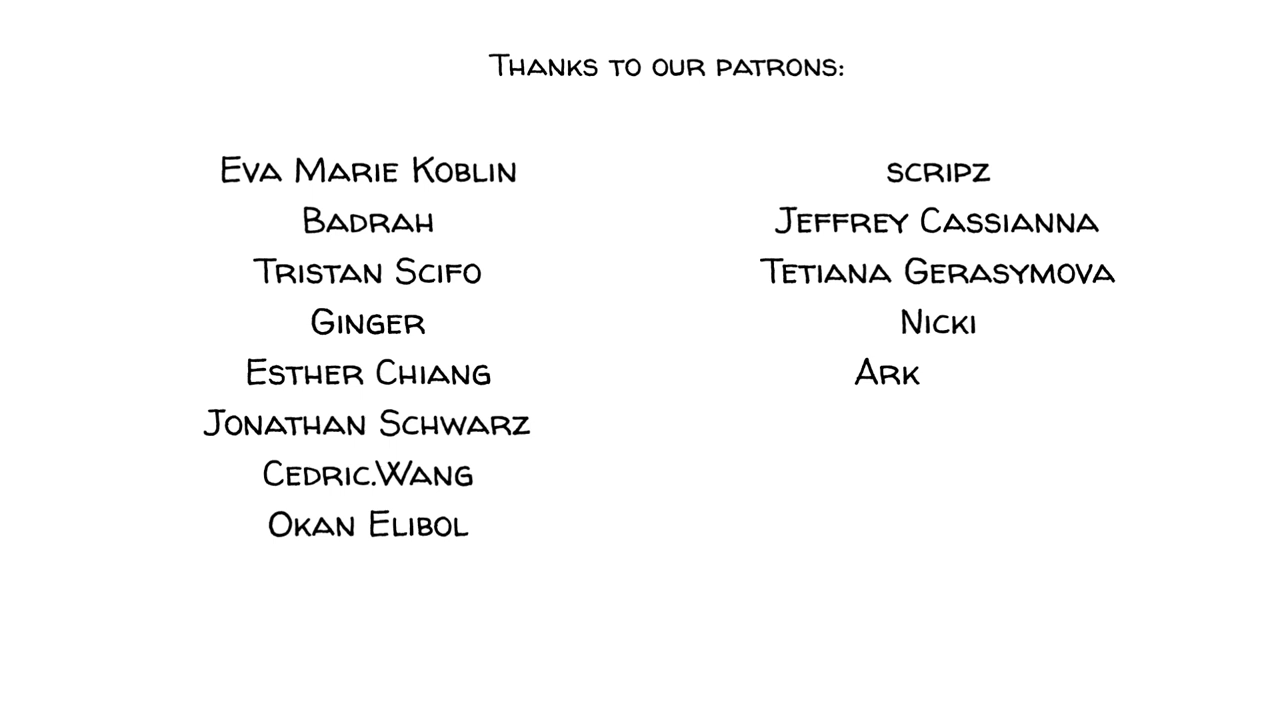 Thanks to our patrons:
Eva Marie Koblin
Badrah
Tristan Scifo
Ginger
Esther Chiang
Jonathan Schwarz
Cedric.Wang
Okan Elibol
scripz
Jeffrey Cassianna
Tetiana Gerasymova
Nicki
Ark